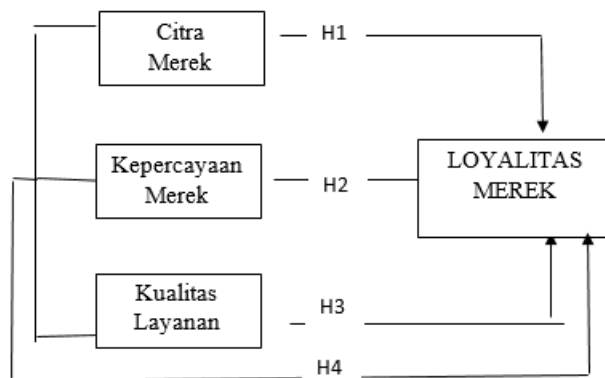 Citra
Merek
H1
Kepercayaan
Merek
H2
LOYALITAS
MEREK
Kualitas
Layanan
H3
H4